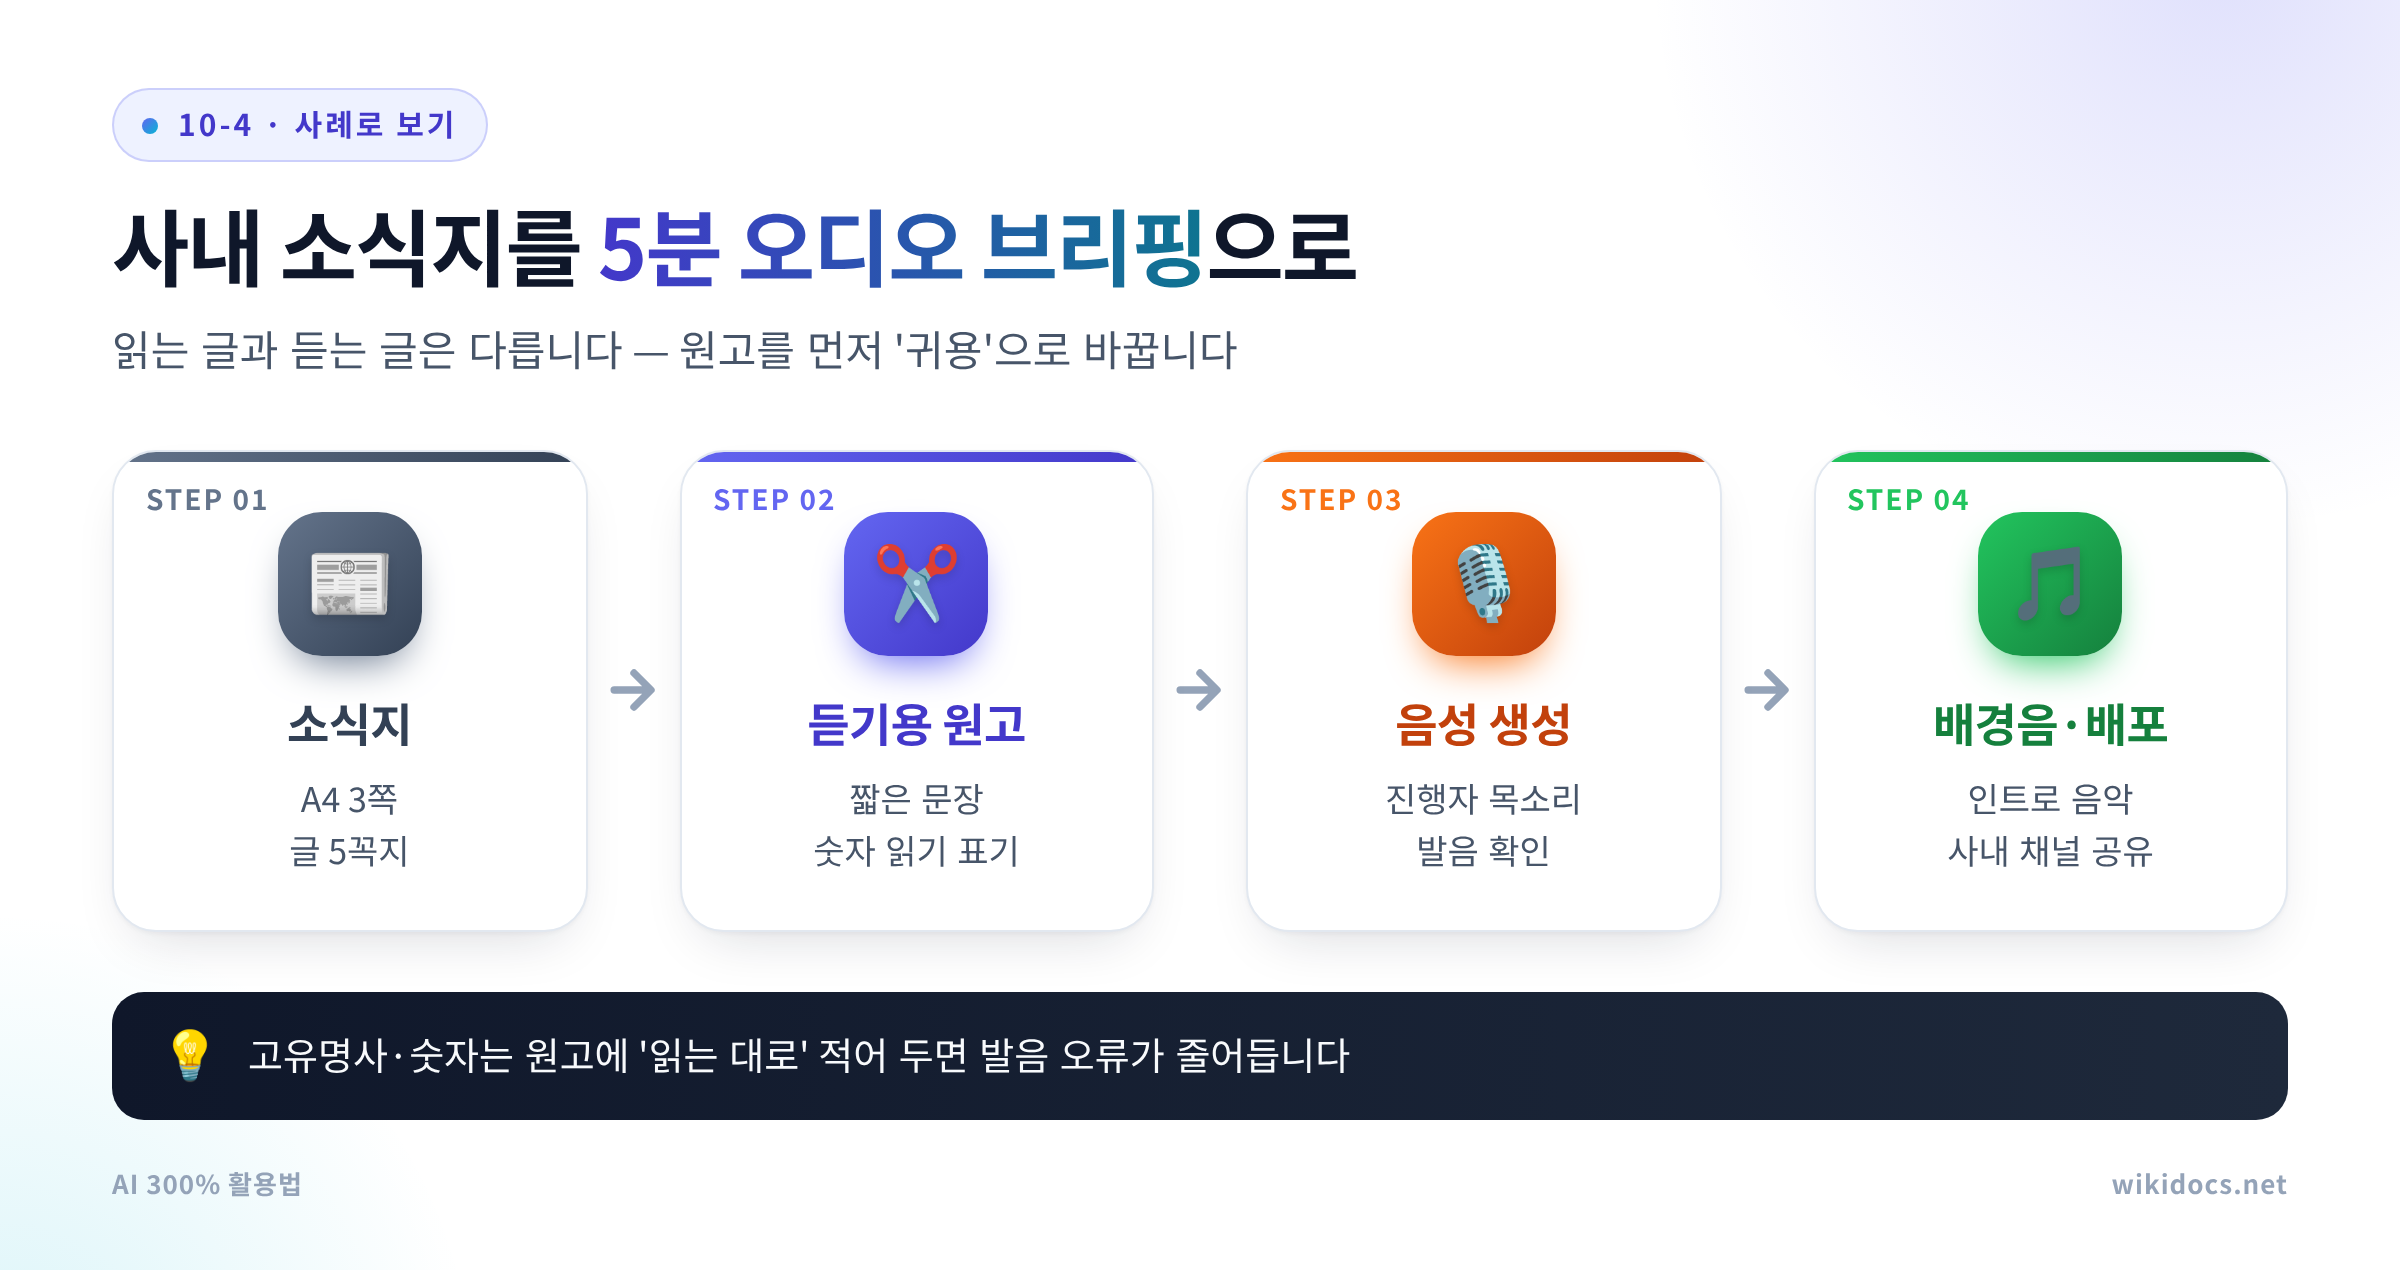 10-4 · 사례로 보기
사내 소식지를 5분 오디오 브리핑으로
읽는 글과 듣는 글은 다릅니다 — 원고를 먼저 '귀용'으로 바꿉니다
STEP 01
소식지
A4 3쪽
글 5꼭지
STEP 02
듣기용 원고
짧은 문장
숫자 읽기 표기
STEP 03
음성 생성
진행자 목소리
발음 확인
STEP 04
배경음·배포
인트로 음악
사내 채널 공유
고유명사·숫자는 원고에 '읽는 대로' 적어 두면 발음 오류가 줄어듭니다
AI 300% 활용법
wikidocs.net